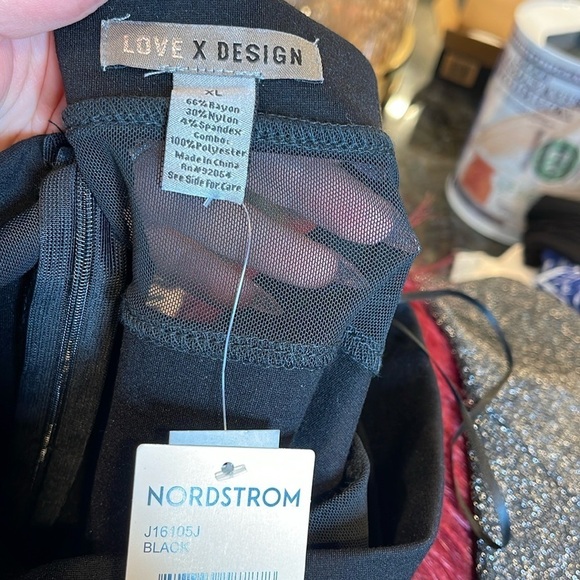 LOVE X DESIGN
XL
66% Rayon
30% Nylon
4% Spandex
Combo:
100% Polyester
Made in China
Rn#92064
See Side For Care
NORDSTROM
J16105J
BLACK